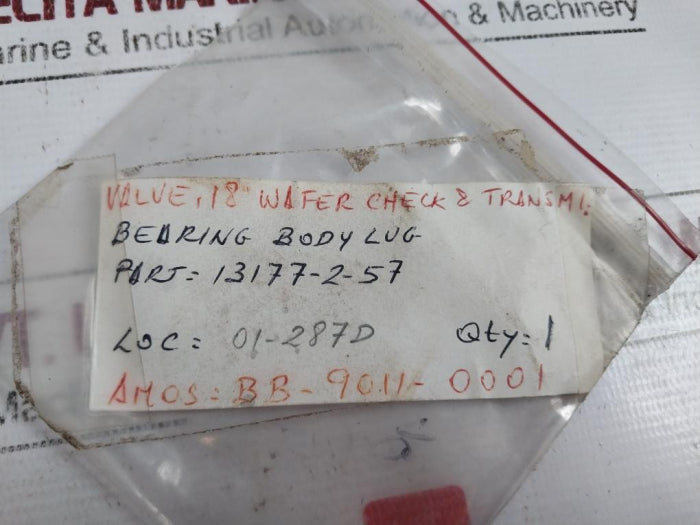 & Machinery
arine & Industrial Auto
VALVE, 18" WAFER CHECK & TRANSMI.
BEARING BODY LUG
PART= 13177-2-57
LOC= 01-287D Qty=1
AMOS=BB-9011-0001